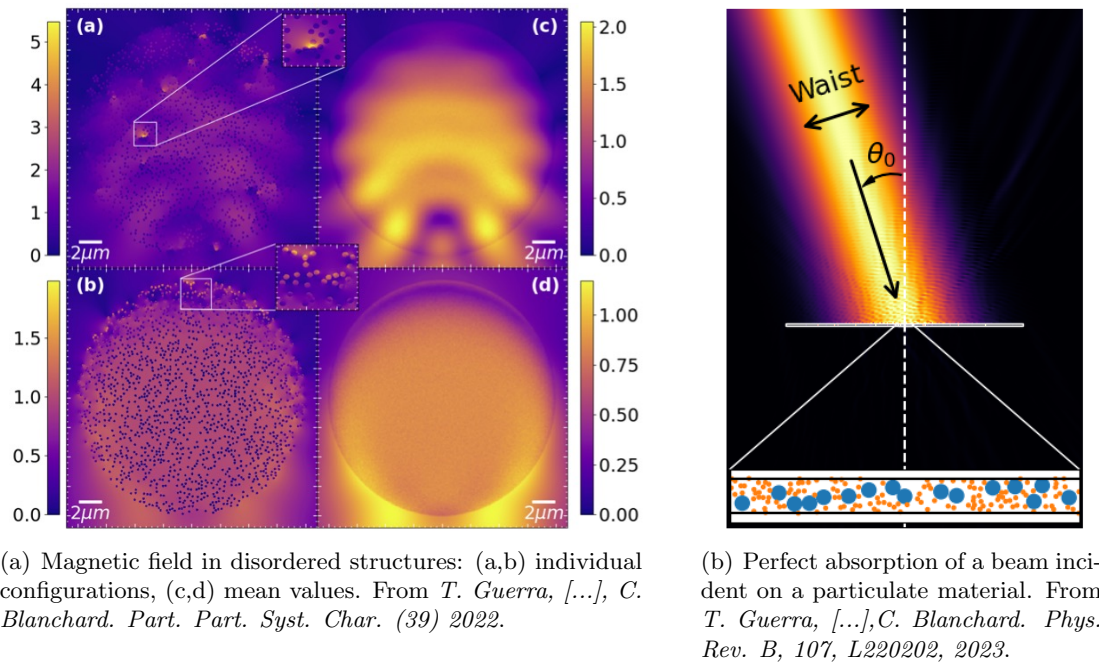 (a)
(c)
5
4
3
2
1
0
2μm
2.0
1.5
1.0
0.5
0.0
2μm
(b)
(d)
1.5
1.0
0.5
0.0
2μm
1.00
0.75
0.50
0.25
0.00
2μm
Waist
θ0
(a) Magnetic field in disordered structures: (a,b) individual
configurations, (c,d) mean values. From T. Guerra, [...], C.
Blanchard. Part. Part. Syst. Char. (39) 2022.
(b) Perfect absorption of a beam inci-
dent on a particulate material. From
T. Guerra, [...],C. Blanchard. Phys.
Rev. B, 107, L220202, 2023.